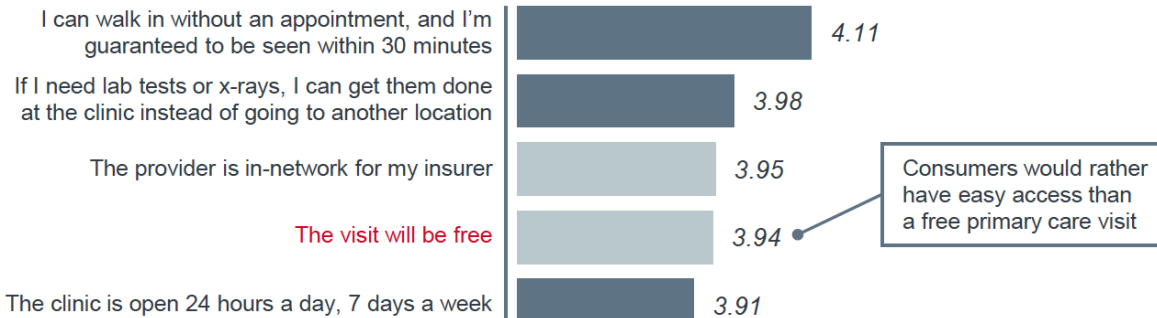 I can walk in without an appointment, and I'm
guaranteed to be seen within 30 minutes
4.11
If I need lab tests or x-rays, I can get them done
at the clinic instead of going to another location
3.98
The provider is in-network for my insurer
3.95
The visit will be free
3.94
Consumers would rather
have easy access than
a free primary care visit
The clinic is open 24 hours a day, 7 days a week
3.91